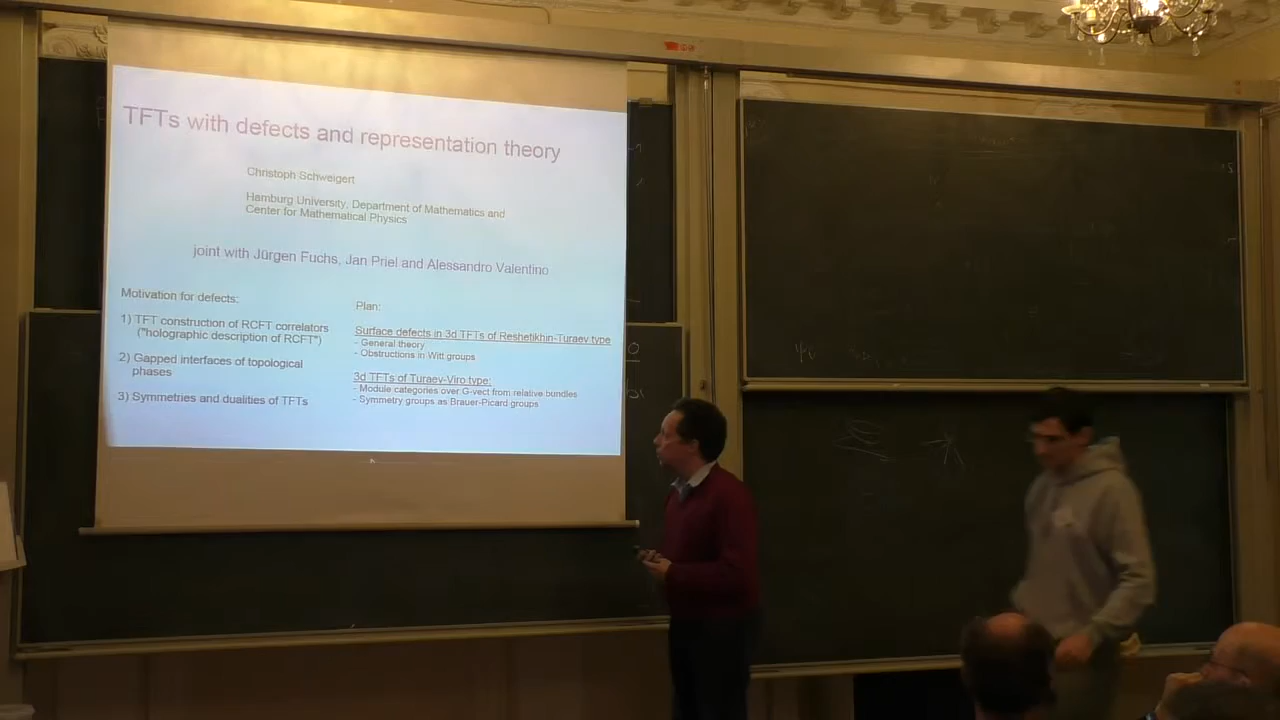 TFTs with defects and representation theory
Christoph Schweigert
Hamburg University, Department of Mathematics and
Center for Mathematical Physics
joint with Jürgen Fuchs, Jan Priel and Alessandro Valentino
Motivation for defects:
1) TFT construction of RCFT correlators
("holographic description of RCFT")
2) Gapped interfaces of topological
phases
3) Symmetries and dualities of TFTs
Plan:
Surface defects in 3d TFTs of Reshetikhin-Turaev type
- General theory
- Obstructions in Witt groups
3d TFTs of Turaev-Viro type:
- Module categories over G-vect from relative bundles
- Symmetry groups as Brauer-Picard groups